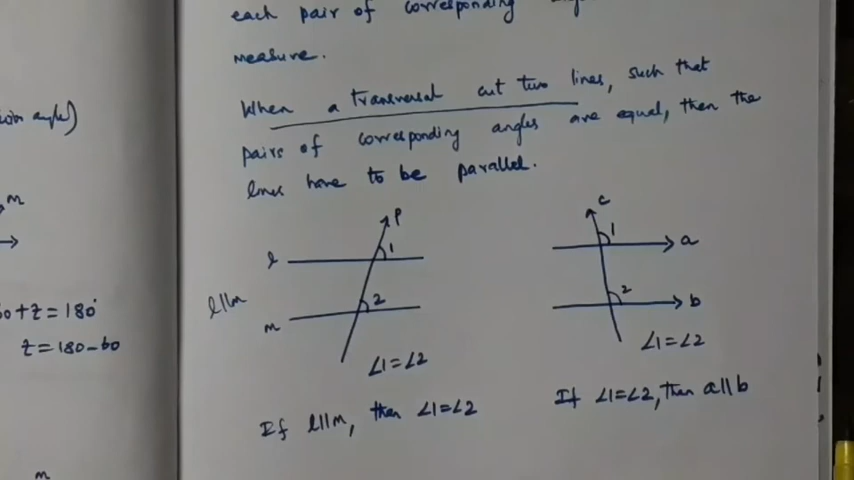 each pair of corresponding
measure.
When a transversal cut two lines, such that
pairs of corresponding angles are equal, then the
lines have to be parallel.
angles)
m
P
l
1
l||m
m
2
∠1=∠2
If l||m, then ∠1=∠2
c
1
a
2
b
∠1=∠2
If ∠1=∠2, then a||b
+z=180°
z=180-60
m